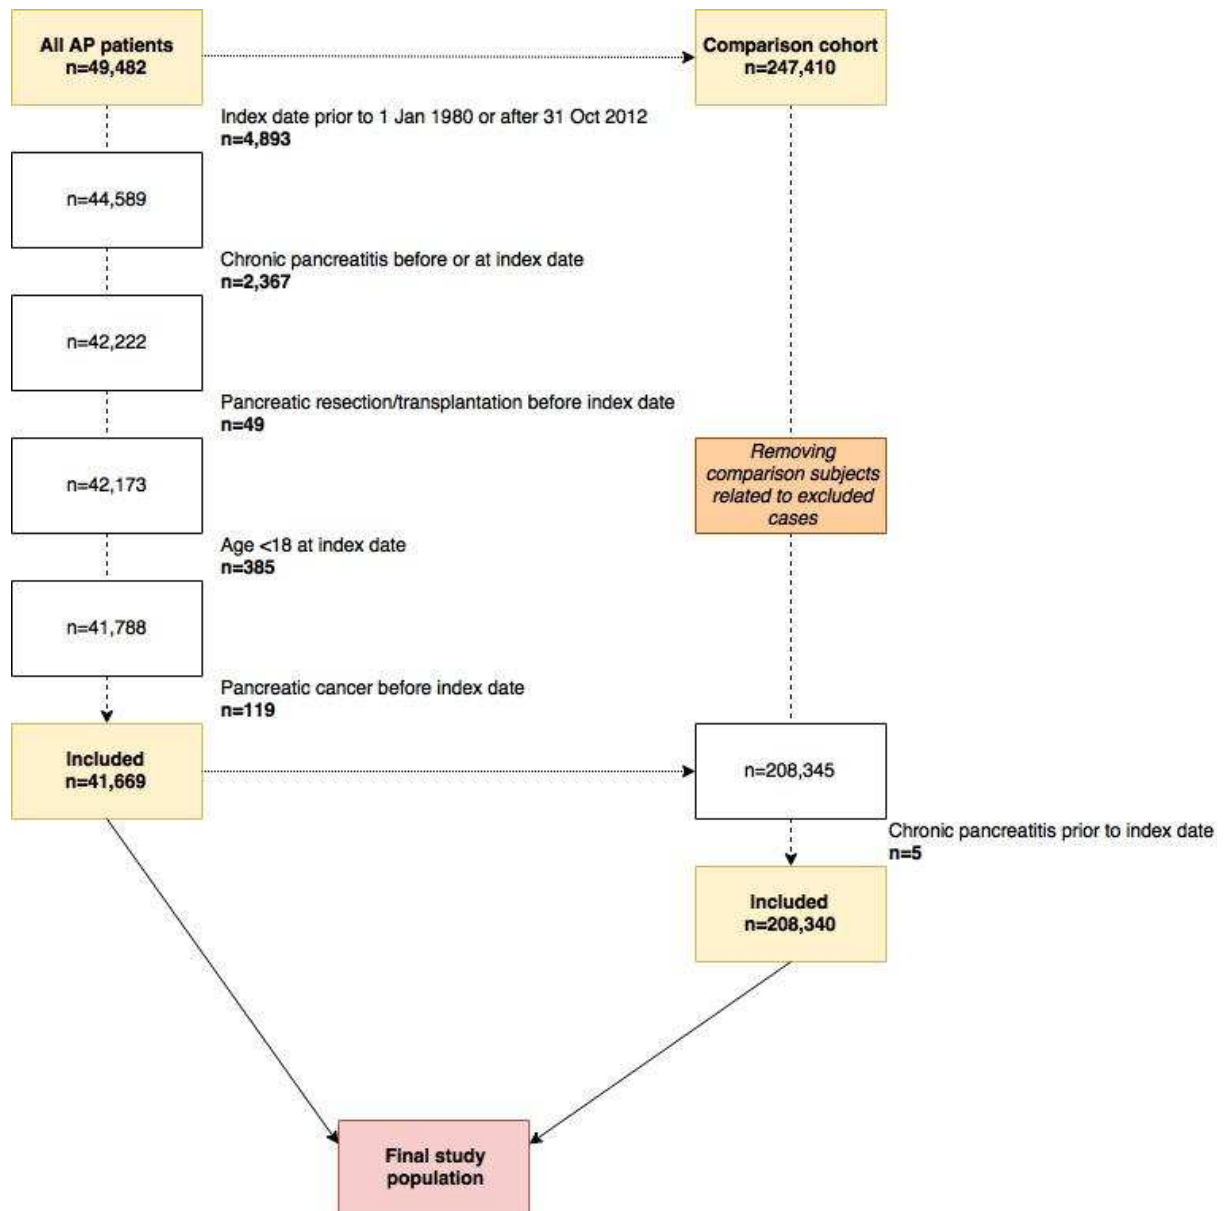 All AP patients
n=49,482
Comparison cohort
n=247,410
Index date prior to 1 Jan 1980 or after 31 Oct 2012
n=4,893
n=44,589
Chronic pancreatitis before or at index date
n=2,367
n=42,222
Pancreatic resection/transplantation before index date
n=49
n=42,173
Removing
comparison subjects
related to excluded
cases
Age <18 at index date
n=385
n=41,788
Pancreatic cancer before index date
n=119
Included
n=41,669
n=208,345
Chronic pancreatitis prior to index date
n=5
Included
n=208,340
Final study
population